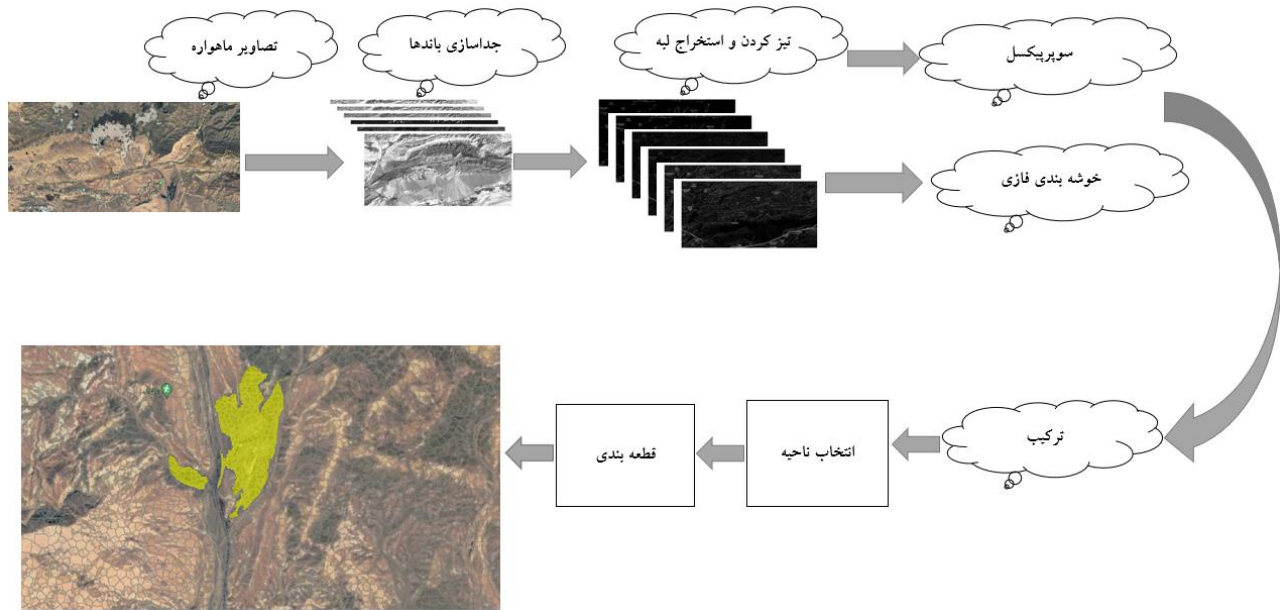 تصاویر ماهواره
جداسازی باندها
تیز کردن و استخراج لبه
سوپرپیکسل
خوشه بندی فازی
ترکیب
انتخاب ناحیه
قطعه بندی